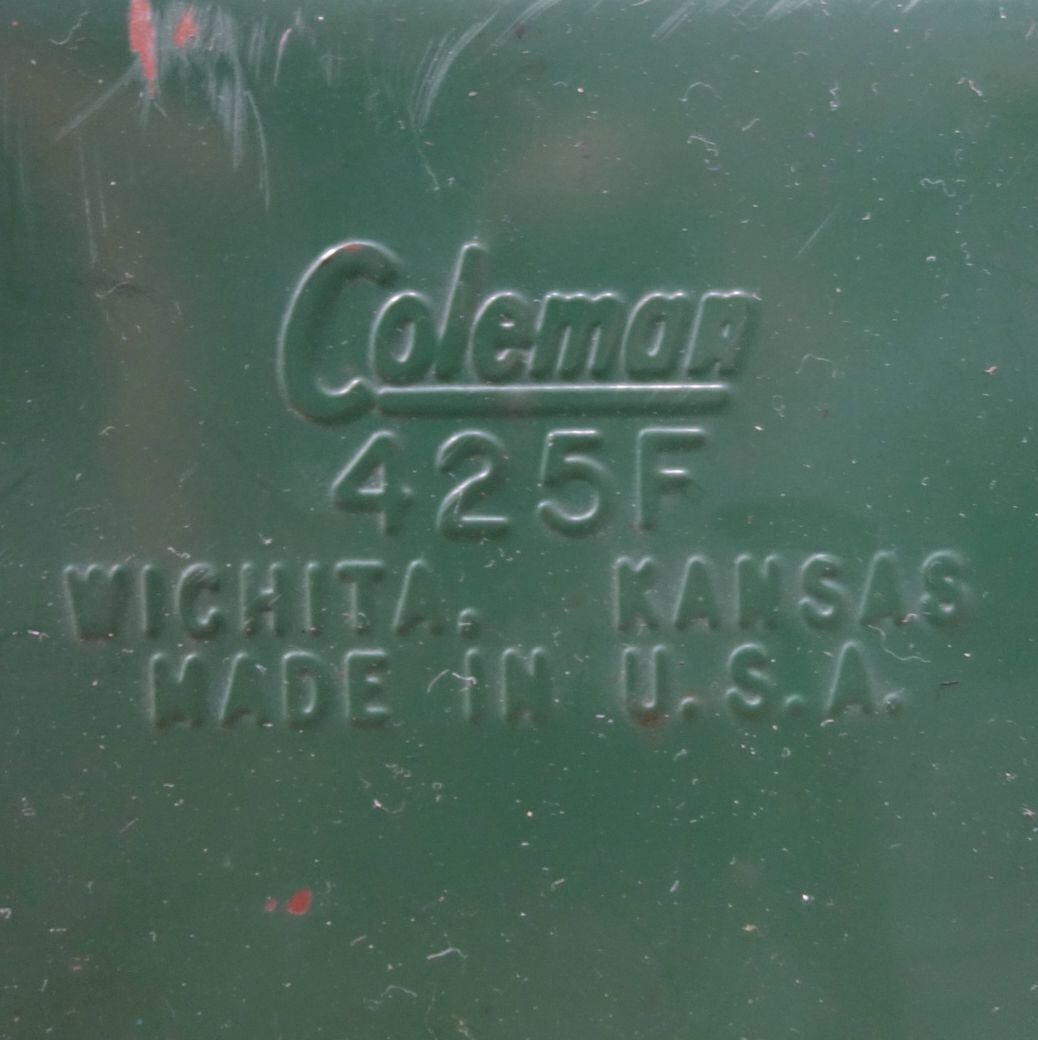 Coleman
425F
WICHITA, KANSAS
MADE IN U.S.A.